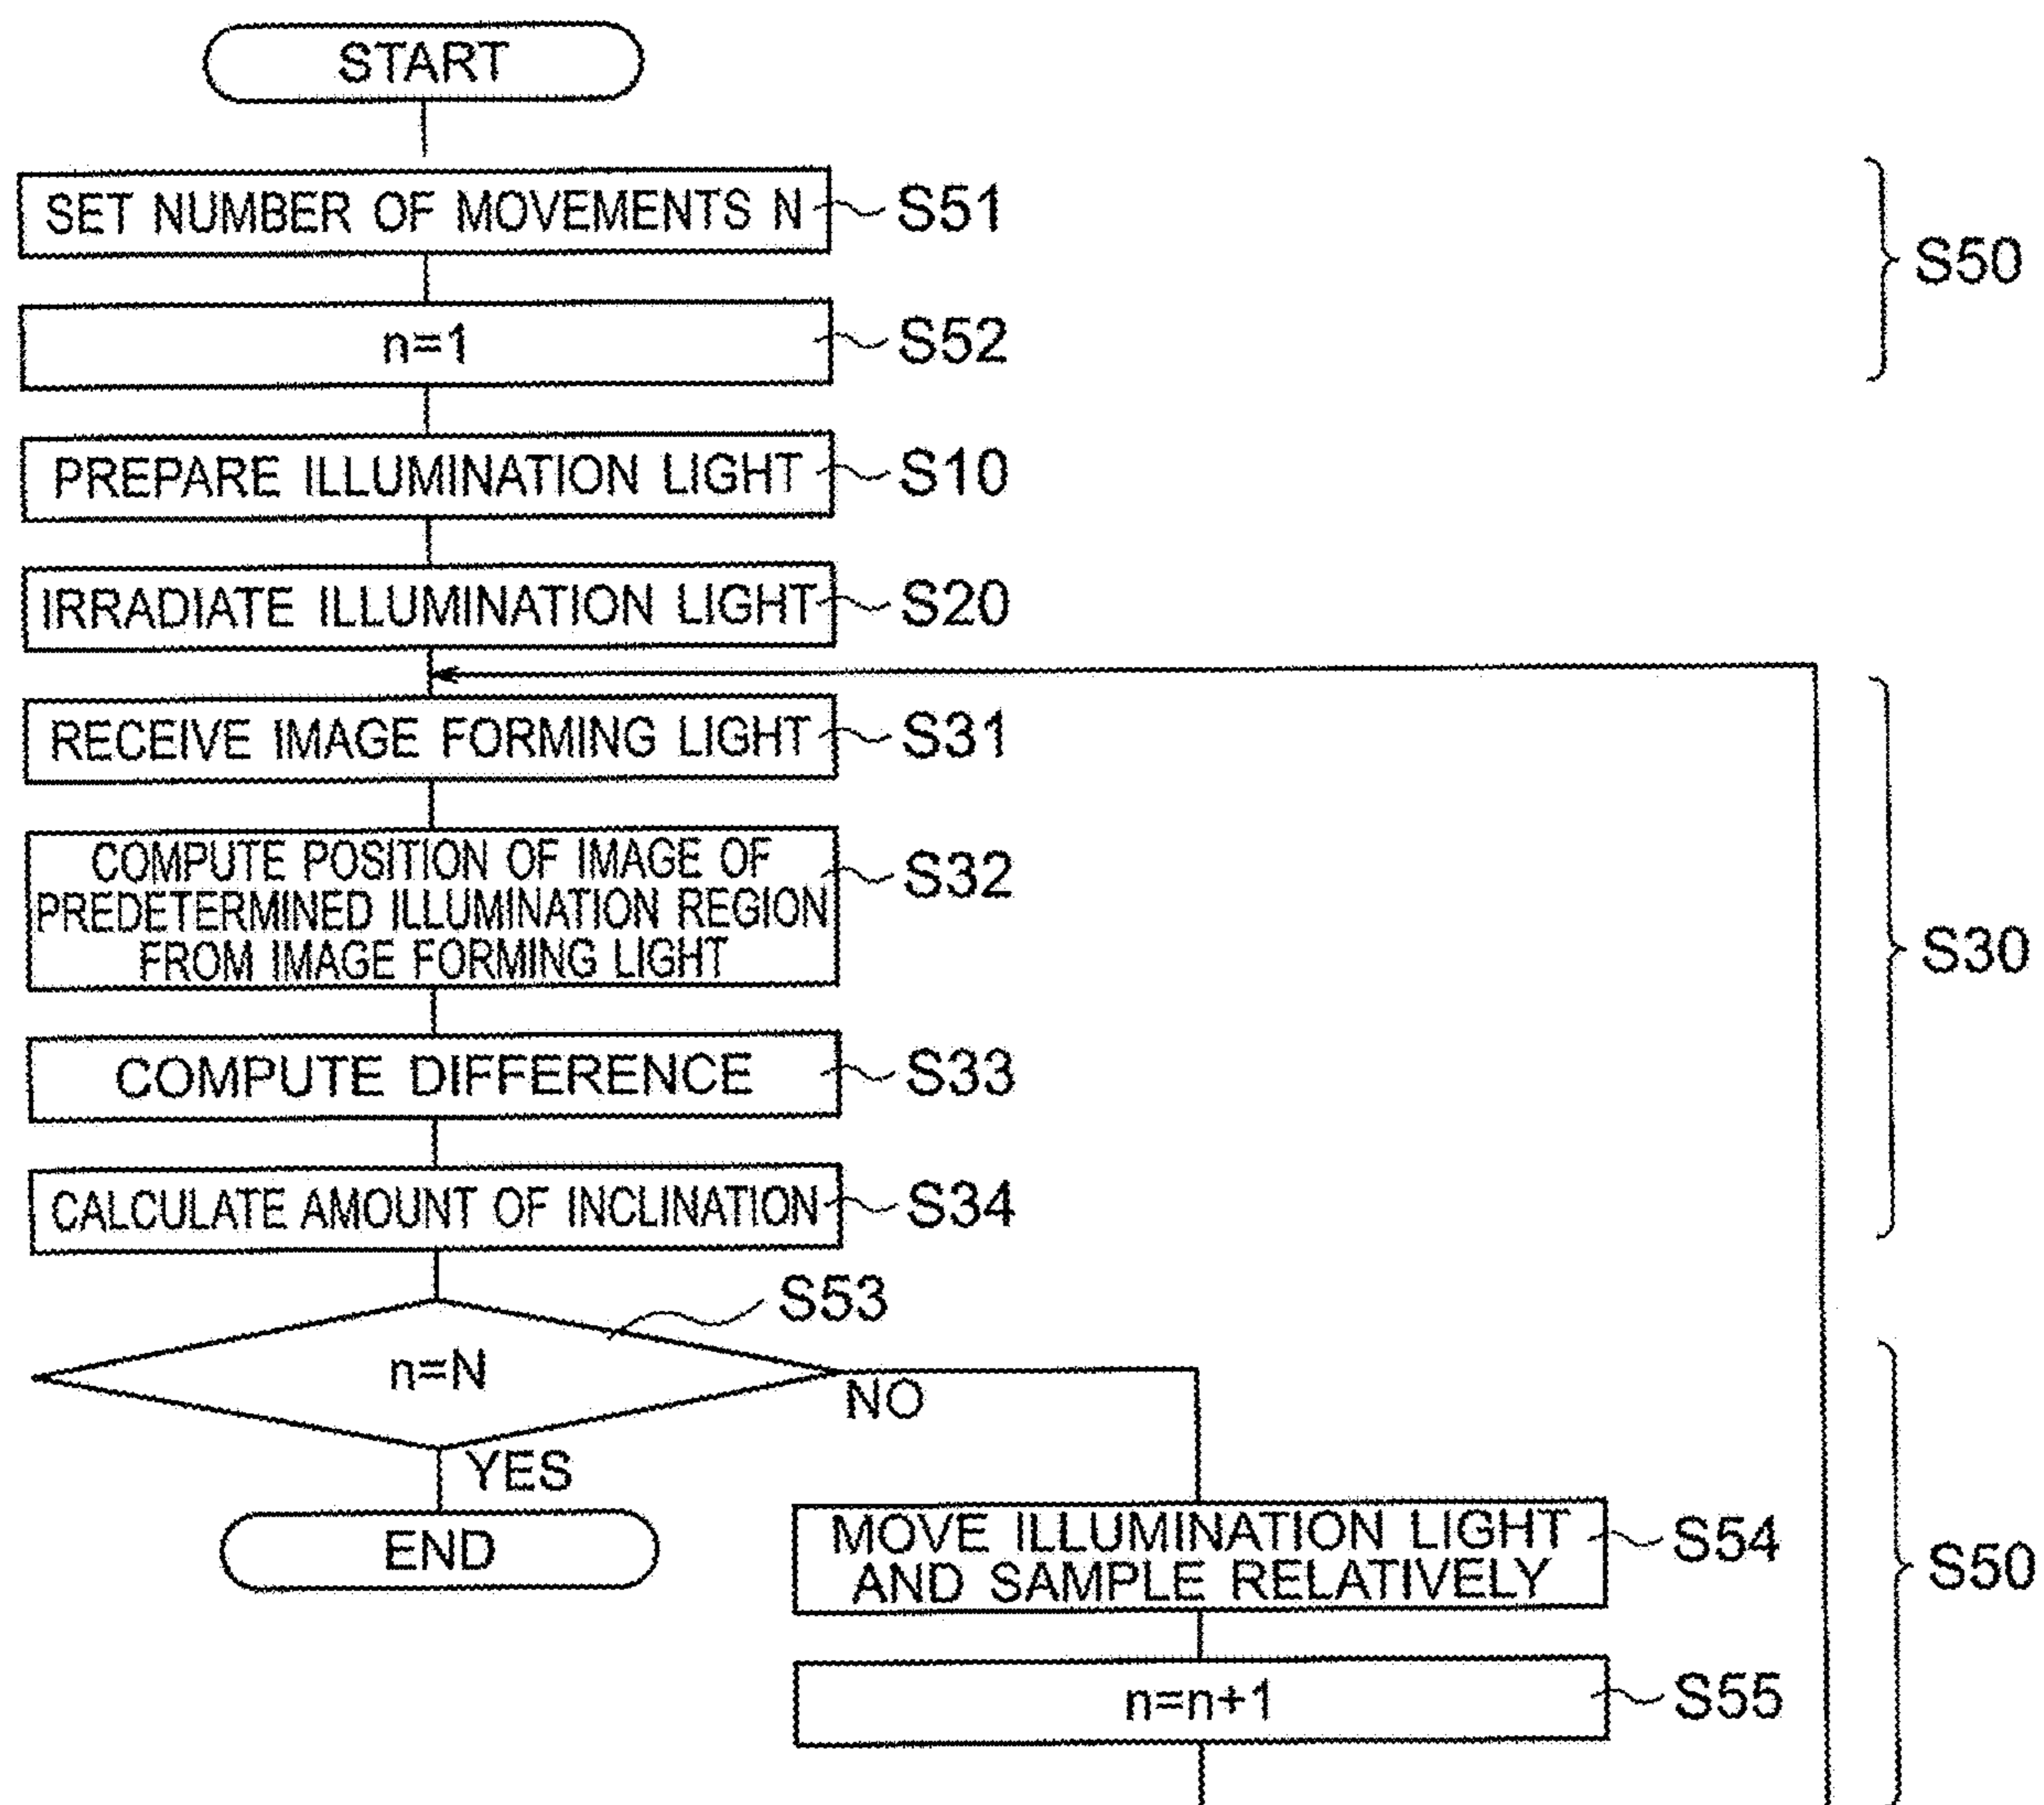 START
SET NUMBER OF MOVEMENTS N
S51
S50
n=1
S52
PREPARE ILLUMINATION LIGHT
S10
IRRADIATE ILLUMINATION LIGHT
S20
RECEIVE IMAGE FORMING LIGHT
S31
COMPUTE POSITION OF IMAGE OF
PREDETERMINED ILLUMINATION REGION
FROM IMAGE FORMING LIGHT
S32
S30
COMPUTE DIFFERENCE
S33
CALCULATE AMOUNT OF INCLINATION
S34
S53
n=N
NO
YES
END
MOVE ILLUMINATION LIGHT
AND SAMPLE RELATIVELY
S54
S50
n=n+1
S55